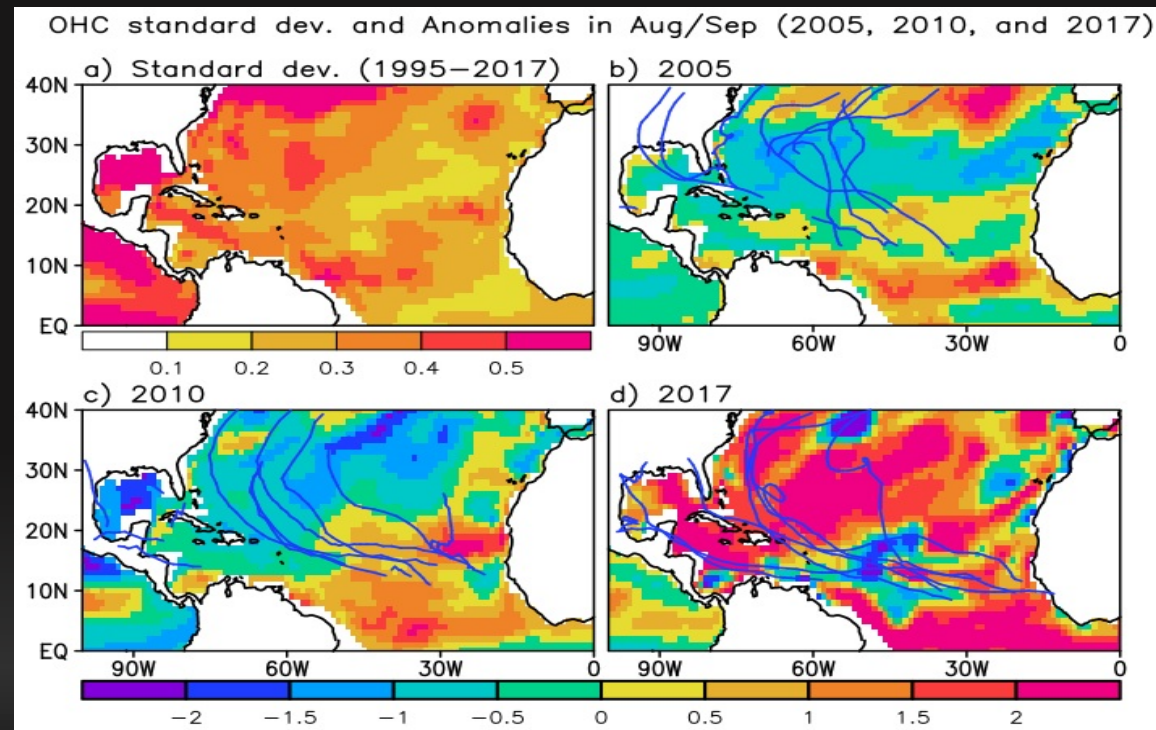 OHC standard dev. and Anomalies in Aug/Sep (2005, 2010, and 2017)
a) Standard dev. (1995−2017)
b) 2005
40N
30N
20N
10N
EQ
0.1 0.2 0.3 0.4 0.5
90W 60W 30W 0
c) 2010
d) 2017
40N
30N
20N
10N
EQ
90W 60W 30W 0
90W 60W 30W 0
−2 −1.5 −1 −0.5 0 0.5 1 1.5 2